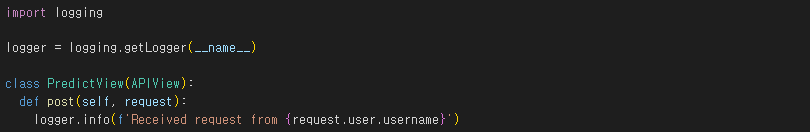 import logging
logger = logging.getLogger(__name__)
class PredictView(APIView):
def post(self, request):
logger.info(f'Received request from {request.user.username}')